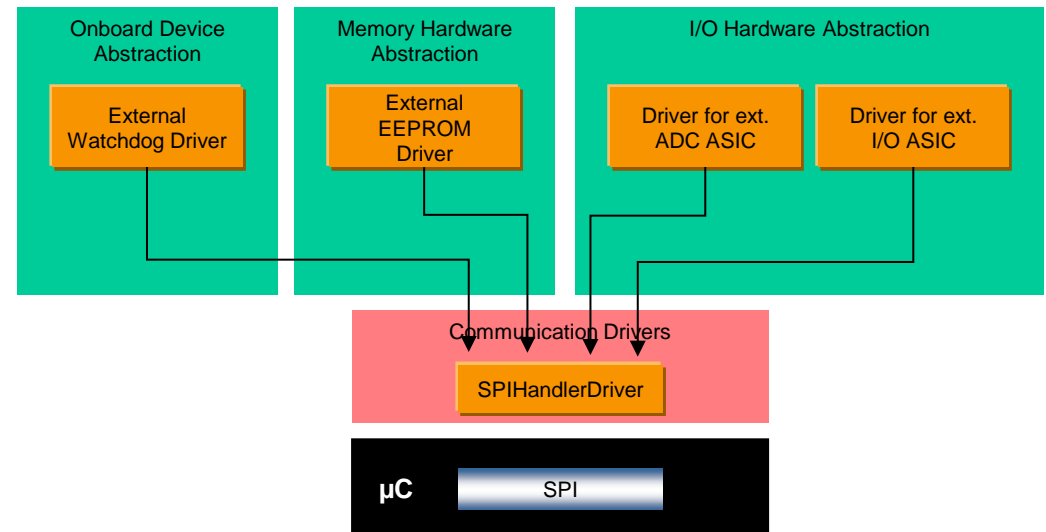 Onboard Device
Abstraction
External
Watchdog Driver
Memory Hardware
Abstraction
External
EEPROM
Driver
I/O Hardware Abstraction
Driver for ext.
ADC ASIC
Driver for ext.
I/O ASIC
Communication Drivers
SPIHandlerDriver
µC
SPI